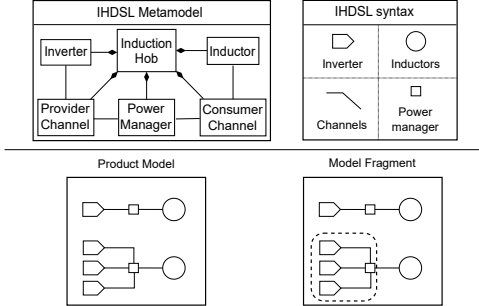 IHDSL Metamodel
Inverter
Induction
Hob
Inductor
Provider
Channel
Power
Manager
Consumer
Channel
IHDSL syntax
Inverter
Inductors
Channels
Power
manager
Product Model
Model Fragment